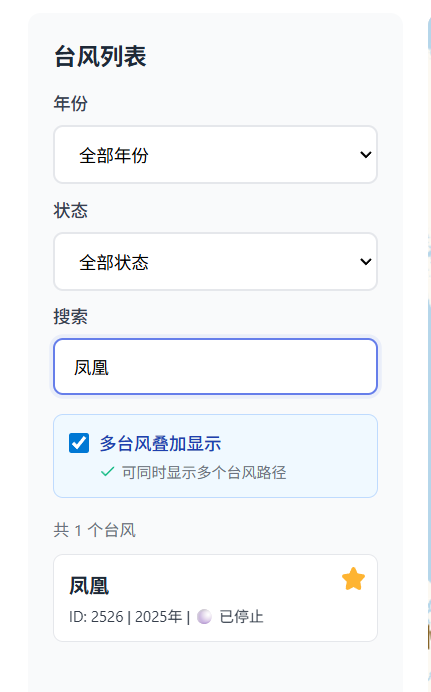 台风列表
年份
全部年份
状态
全部状态
搜索
凤凰
多台风叠加显示
可同时显示多个台风路径
共 1 个台风
凤凰
ID: 2526 | 2025年 | 已停止